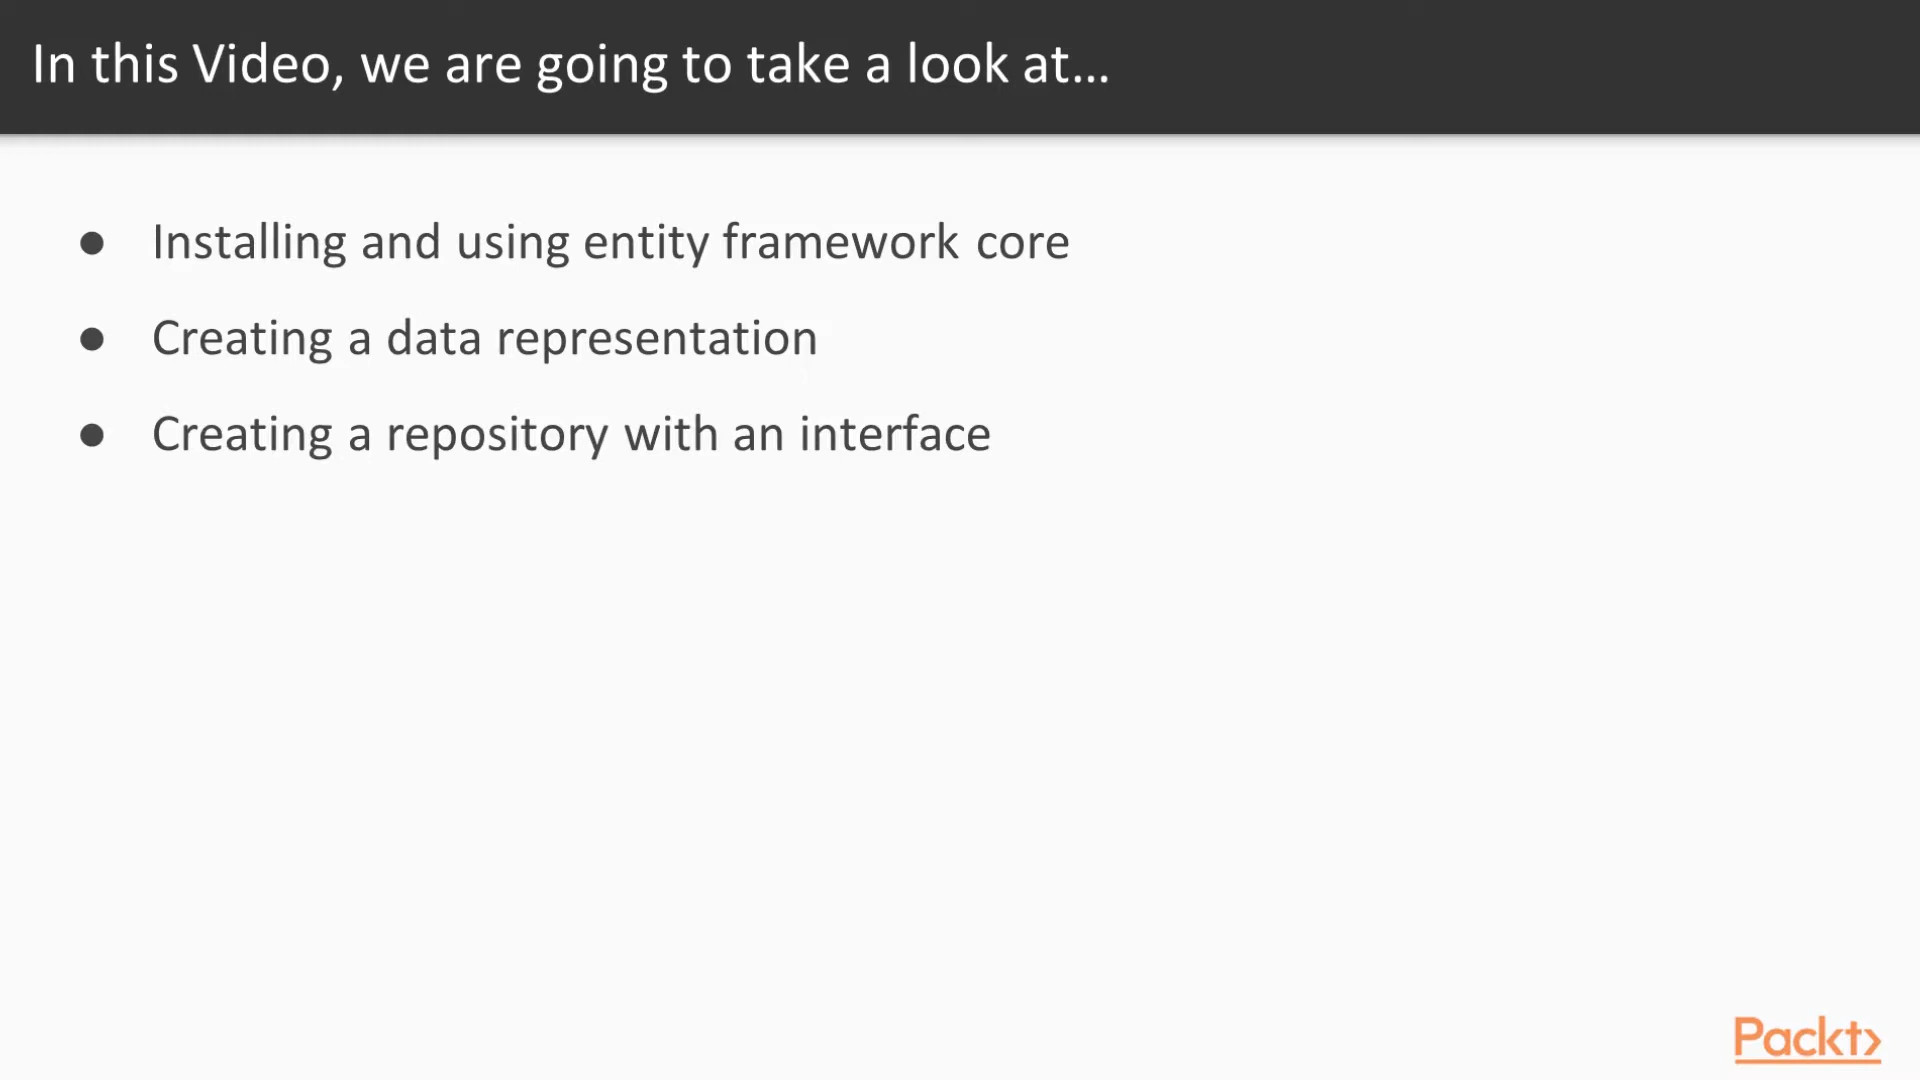 In this Video, we are going to take a look at...
● Installing and using entity framework core
● Creating a data representation
● Creating a repository with an interface
Packt>